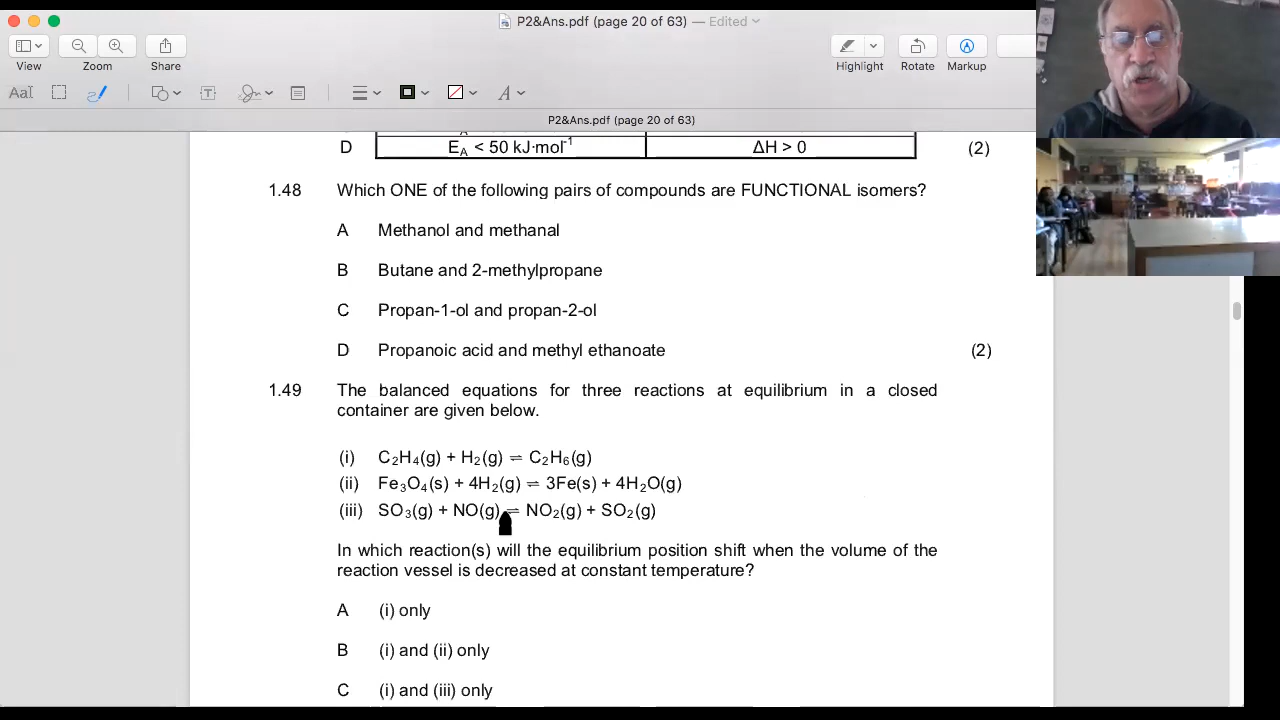 P2&Ans.pdf (page 20 of 63) — Edited
View
Zoom
Share
Highlight
Rotate
Markup
P2&Ans.pdf (page 20 of 63)
D E_A < 50 kJ·mol⁻¹ ΔH > 0 (2)
1.48 Which ONE of the following pairs of compounds are FUNCTIONAL isomers?
A Methanol and methanal
B Butane and 2-methylpropane
C Propan-1-ol and propan-2-ol
D Propanoic acid and methyl ethanoate (2)
1.49 The balanced equations for three reactions at equilibrium in a closed
container are given below.
(i) C₂H₄(g) + H₂(g) ⇌ C₂H₆(g)
(ii) Fe₃O₄(s) + 4H₂(g) ⇌ 3Fe(s) + 4H₂O(g)
(iii) SO₃(g) + NO(g) ⇌ NO₂(g) + SO₂(g)
In which reaction(s) will the equilibrium position shift when the volume of the
reaction vessel is decreased at constant temperature?
A (i) only
B (i) and (ii) only
C (i) and (iii) only